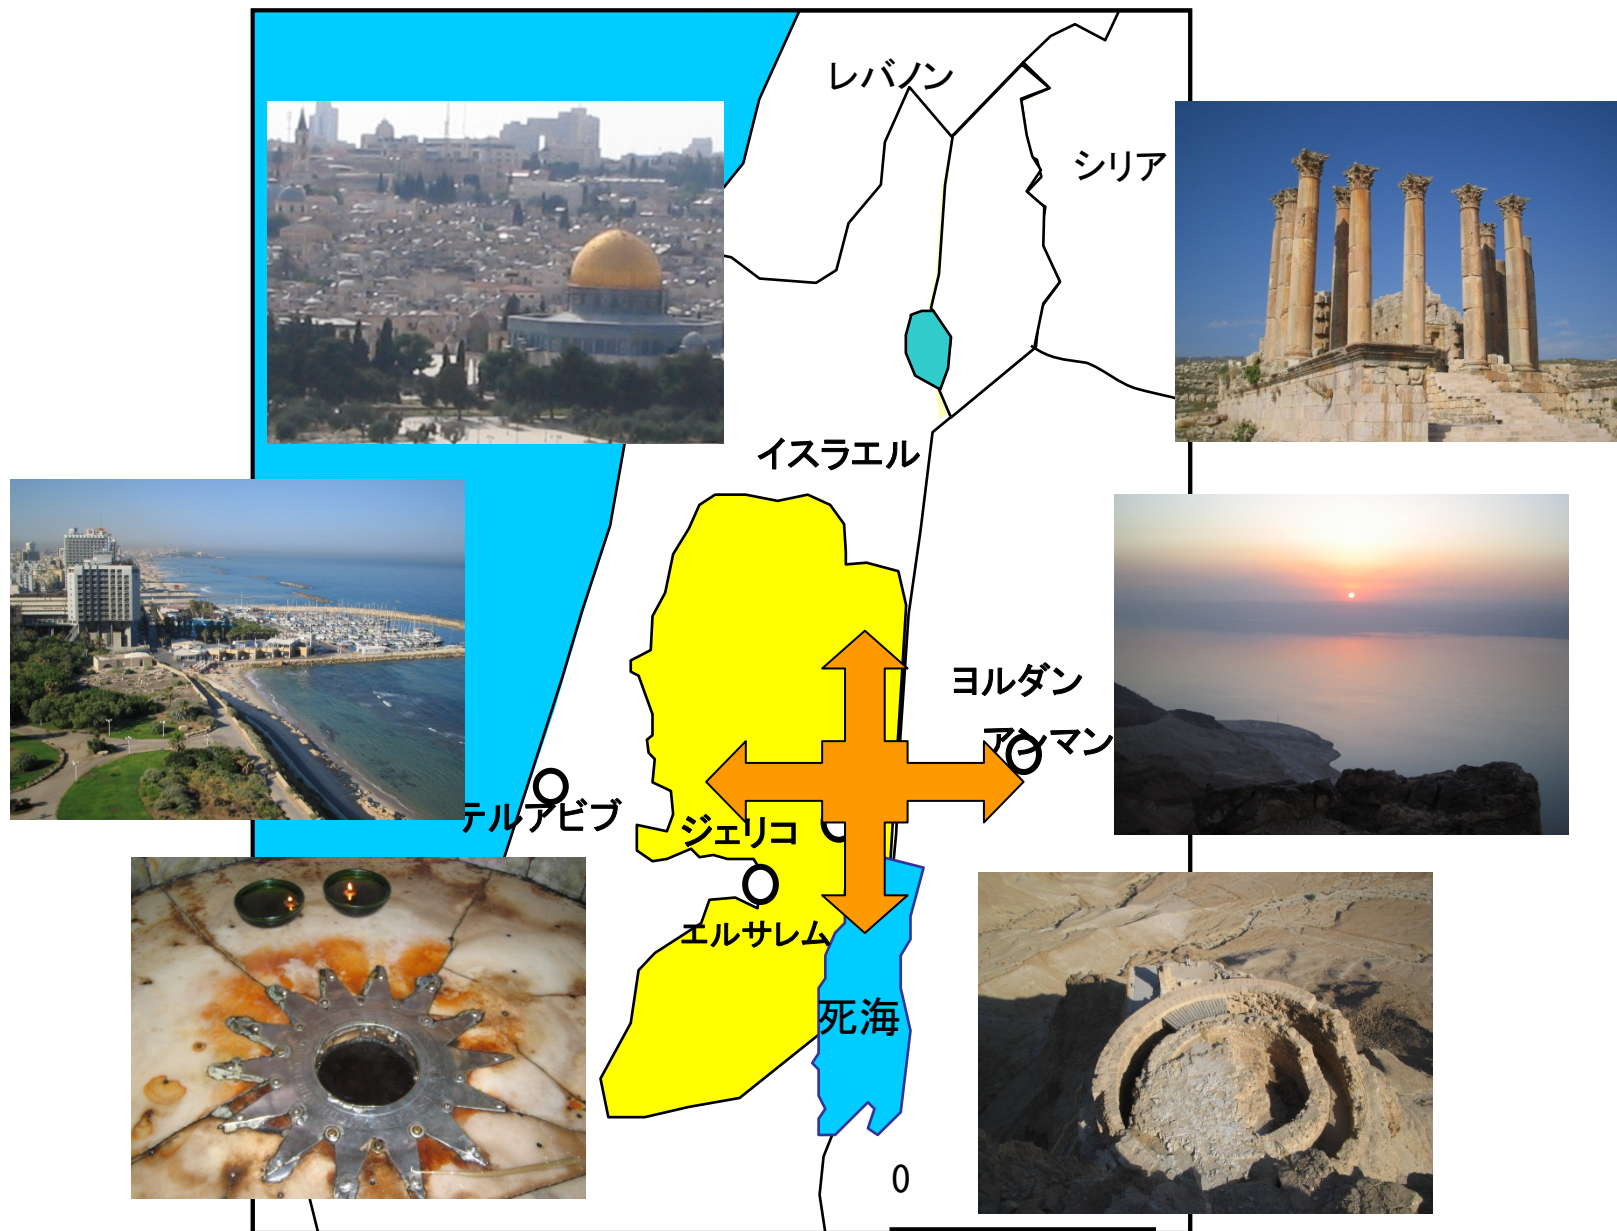 レバノン
シリア
イスラエル
ヨルダン
アンマン
テルアビブ
ジェリコ
エルサレム
死海
0